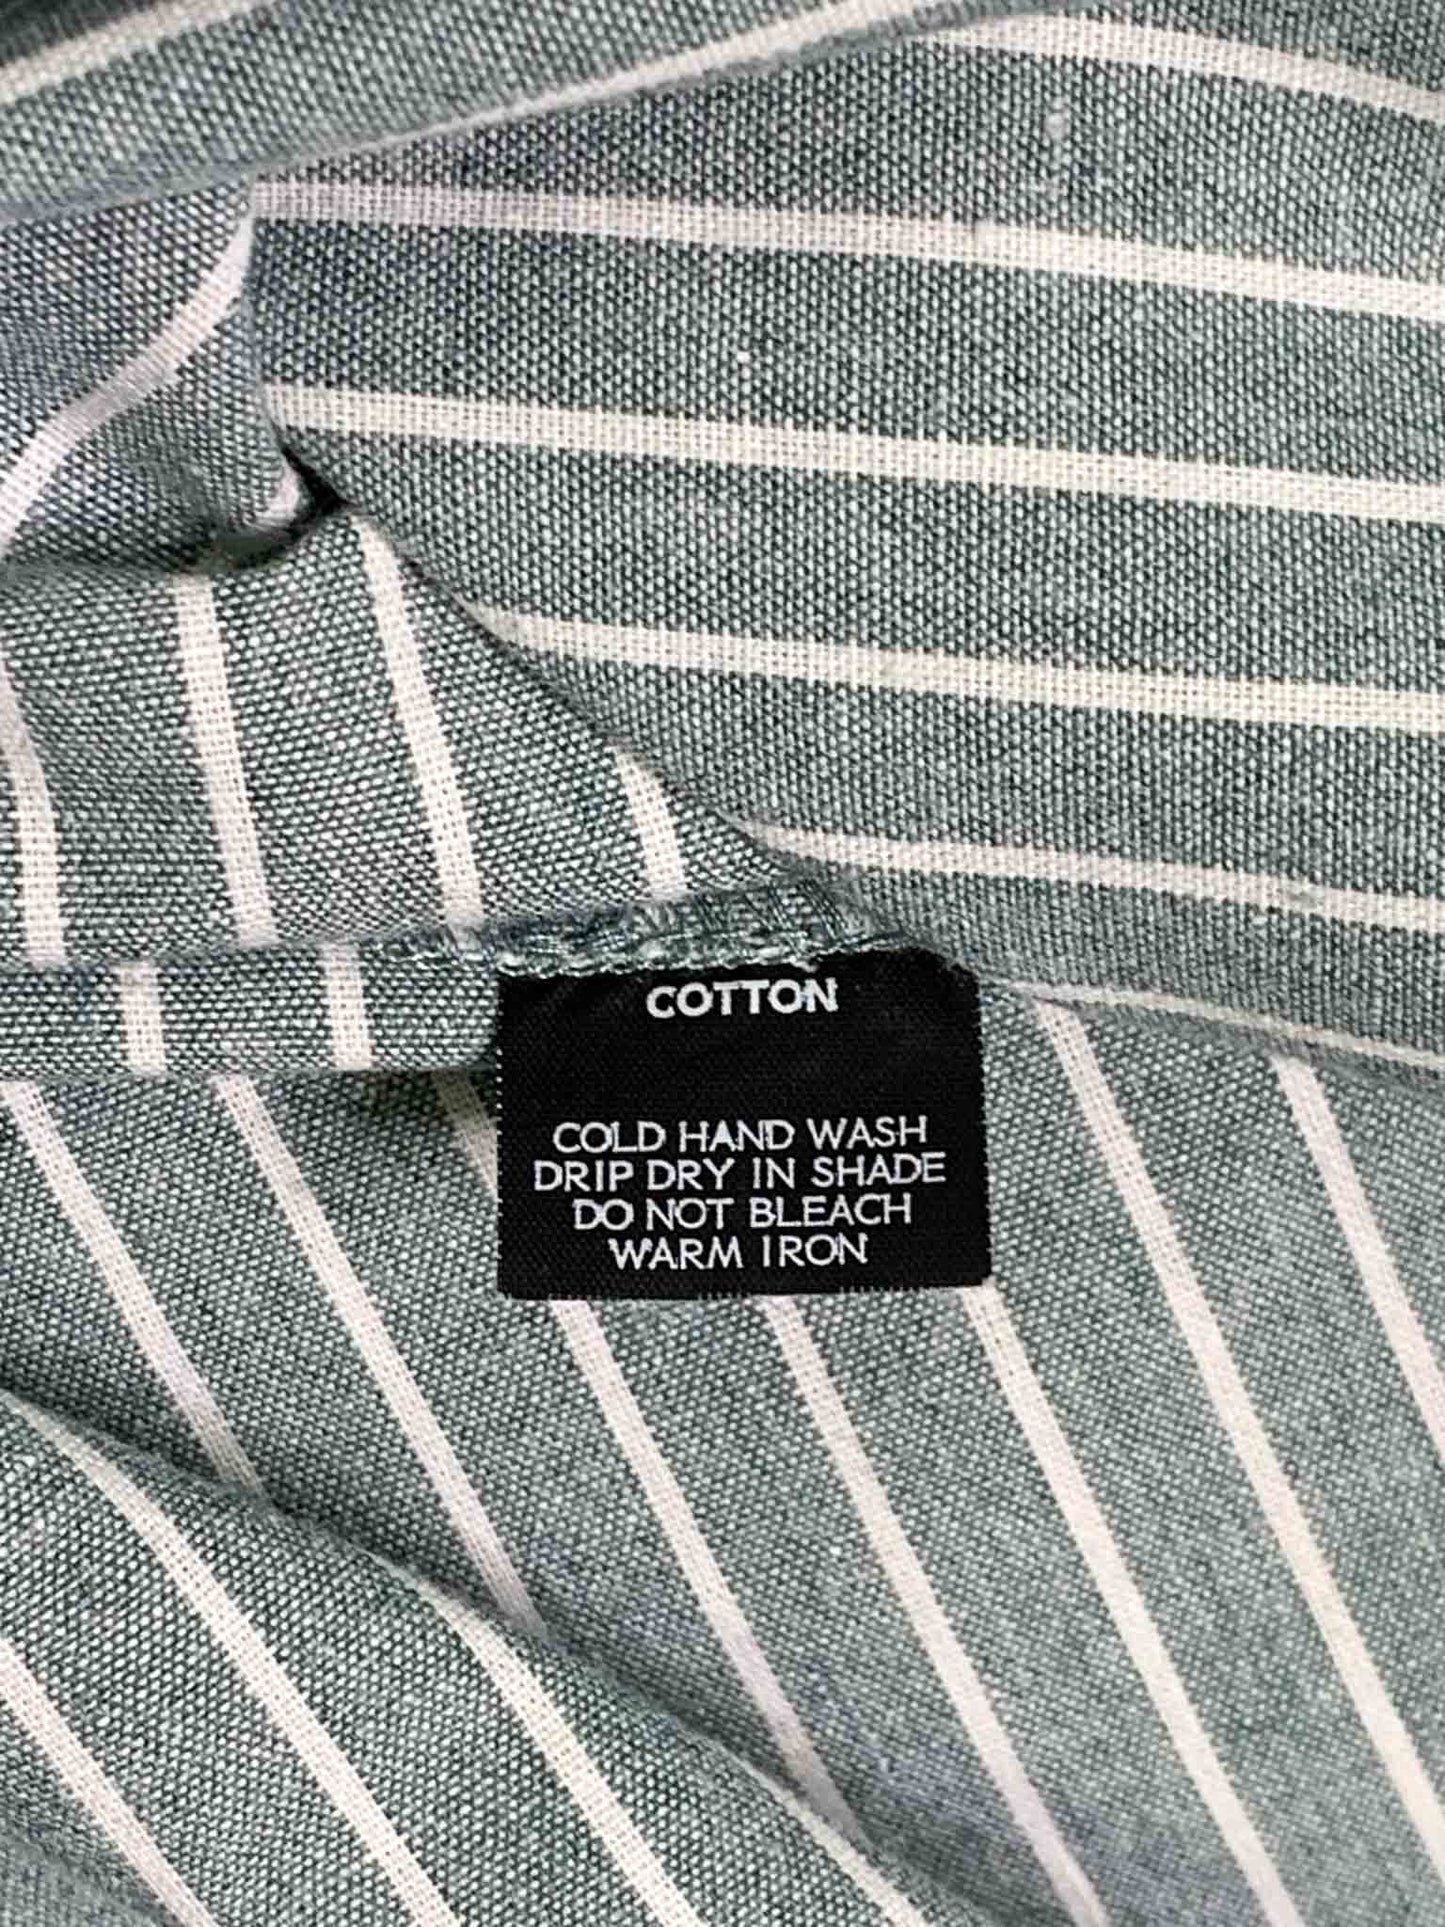 COTTON
COLD HAND WASH
DRIP DRY IN SHADE
DO NOT BLEACH
WARM IRON